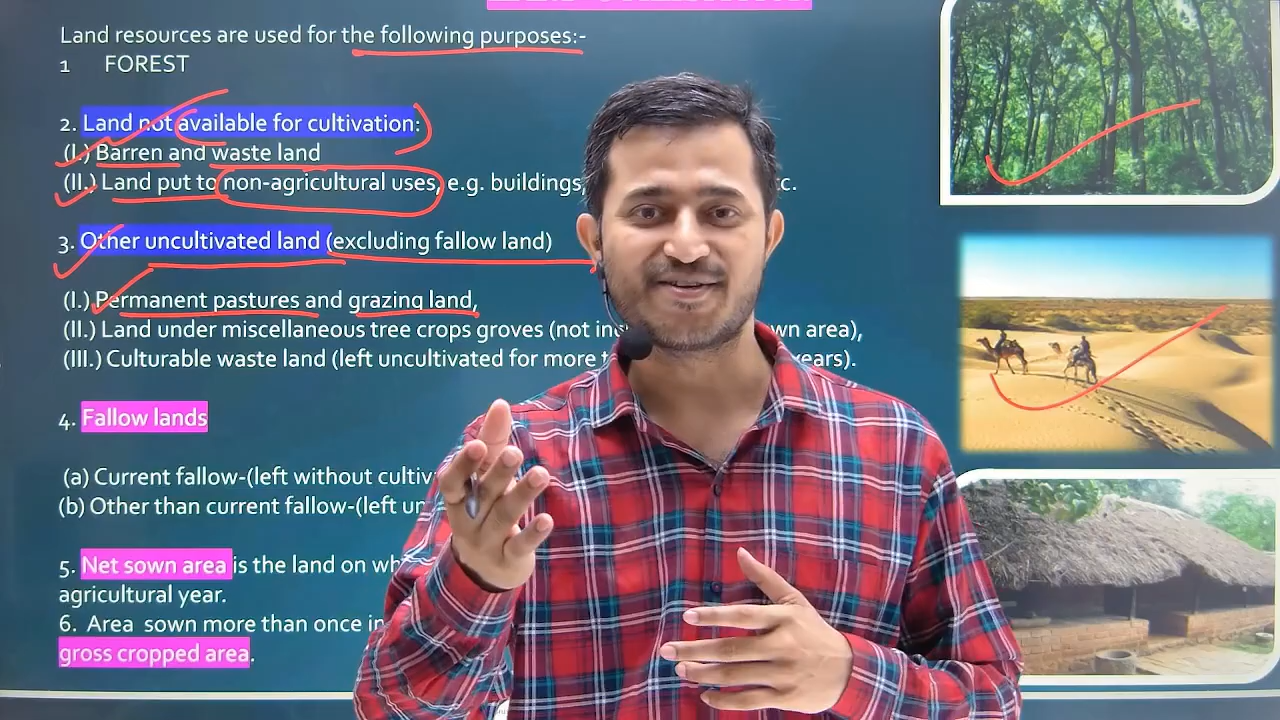 Land resources are used for the following purposes:-
1 FOREST
2. Land not available for cultivation:
(I.) Barren and waste land
(II.) Land put to non-agricultural uses, e.g. buildings, c.
3. Other uncultivated land (excluding fallow land)
(I.) Permanent pastures and grazing land,
(II.) Land under miscellaneous tree crops groves (not area),
(III.) Culturable waste land (left uncultivated for more
4. Fallow lands
(a) Current fallow-(left without
(b) Other than current fallow-(left
5. Net sown area is the land on
agricultural year.
6. Area sown more than once in
gross cropped area.